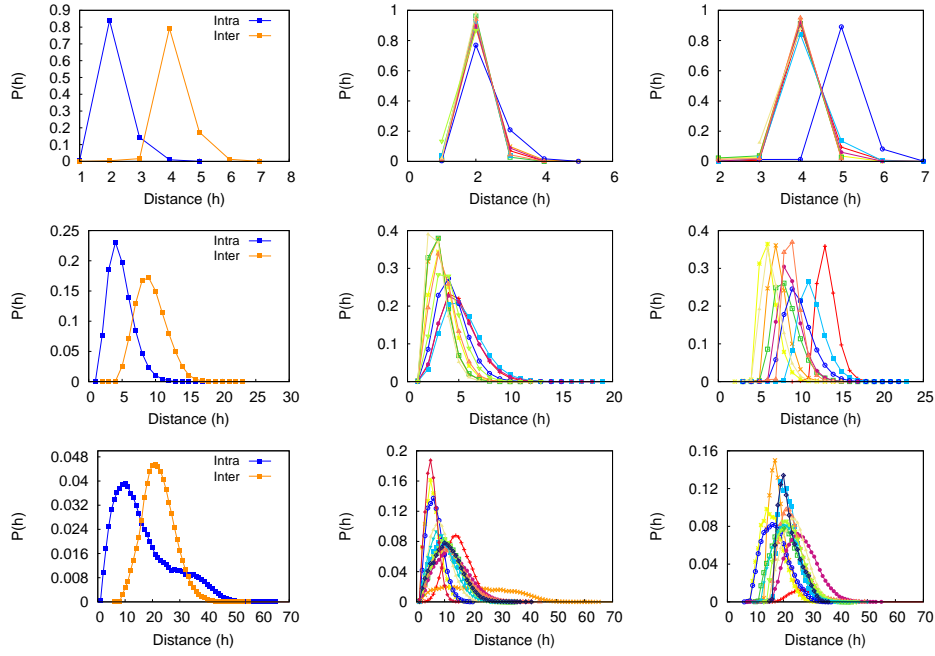 0.9
0.8
0.7
0.6
0.5
0.4
0.3
0.2
0.1
0
P(h)
1 2 3 4 5 6 7 8
Distance (h)
Intra
Inter
1
0.8
0.6
0.4
0.2
0
P(h)
0 2 4 6
Distance (h)
1
0.8
0.6
0.4
0.2
0
P(h)
2 3 4 5 6 7
Distance (h)
0.25
0.2
0.15
0.1
0.05
0
P(h)
0 5 10 15 20 25 30
Distance (h)
Intra
Inter
0.4
0.3
0.2
0.1
0
P(h)
0 5 10 15 20
Distance (h)
0.4
0.3
0.2
0.1
0
P(h)
0 5 10 15 20 25
Distance (h)
0.048
0.04
0.032
0.024
0.016
0.008
0
P(h)
0 10 20 30 40 50 60 70
Distance (h)
Intra
Inter
0.2
0.16
0.12
0.08
0.04
0
P(h)
0 10 20 30 40 50 60 70
Distance (h)
0.16
0.12
0.08
0.04
0
P(h)
0 10 20 30 40 50 60 70
Distance (h)